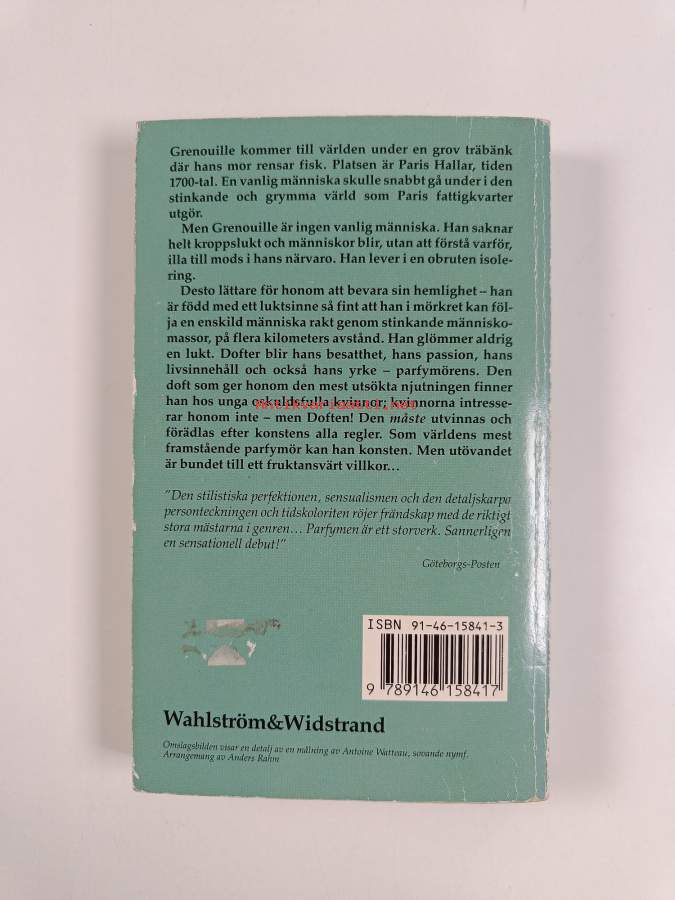 Grenouille kommer till världen under en grov träbänk
där hans mor rensar fisk. Platsen är Paris Hallar, tiden
1700-tal. En vanlig människa skulle snabbt gå under i den
stinkande och grymma värld som Paris fattigkvarter
utgör.
Men Grenouille är ingen vanlig människa. Han saknar
helt kroppslukt och människor blir, utan att förstå varför,
illa till mods i hans närvaro. Han lever i en obruten isole-
ring.
Desto lättare för honom att bevara sin hemlighet – han
är född med ett luktsinne så fint att han i mörkret kan föl-
ja en enskild människa rakt genom stinkande människo-
massor, på flera kilometers avstånd. Han glömmer aldrig
en lukt. Dofter blir hans besatthet, hans passion, hans
livsinnehåll och också hans yrke – parfymörens. Den
doft som ger honom den mest utsökta njutningen finner
han hos unga oskuldsfulla kvinnor; kvinnorna intresse-
antikvariaatti.net
rar honom inte – men Doften! Den måste utvinnas och
förädlas efter konstens alla regler. Som världens mest
framstående parfymör kan han konsten. Men utövandet
är bundet till ett fruktansvärt villkor...
"Den stilistiska perfektionen, sensualismen och den detaljskarpa
personteckningen och tidskoloriten röjer frändskap med de riktigt
stora mästarna i genren... Parfymen är ett storverk. Sannerligen
en sensationell debut!"
Göteborgs-Posten
ISBN 91-46-15841-3
9 789146 158417
Wahlström&Widstrand
Omslagsbilden visar en detalj av en målning av Antoine Watteau, sovande nymf.
Arrangemang av Anders Rahm